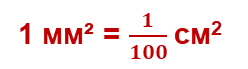 1 мм² = 1/100 см²